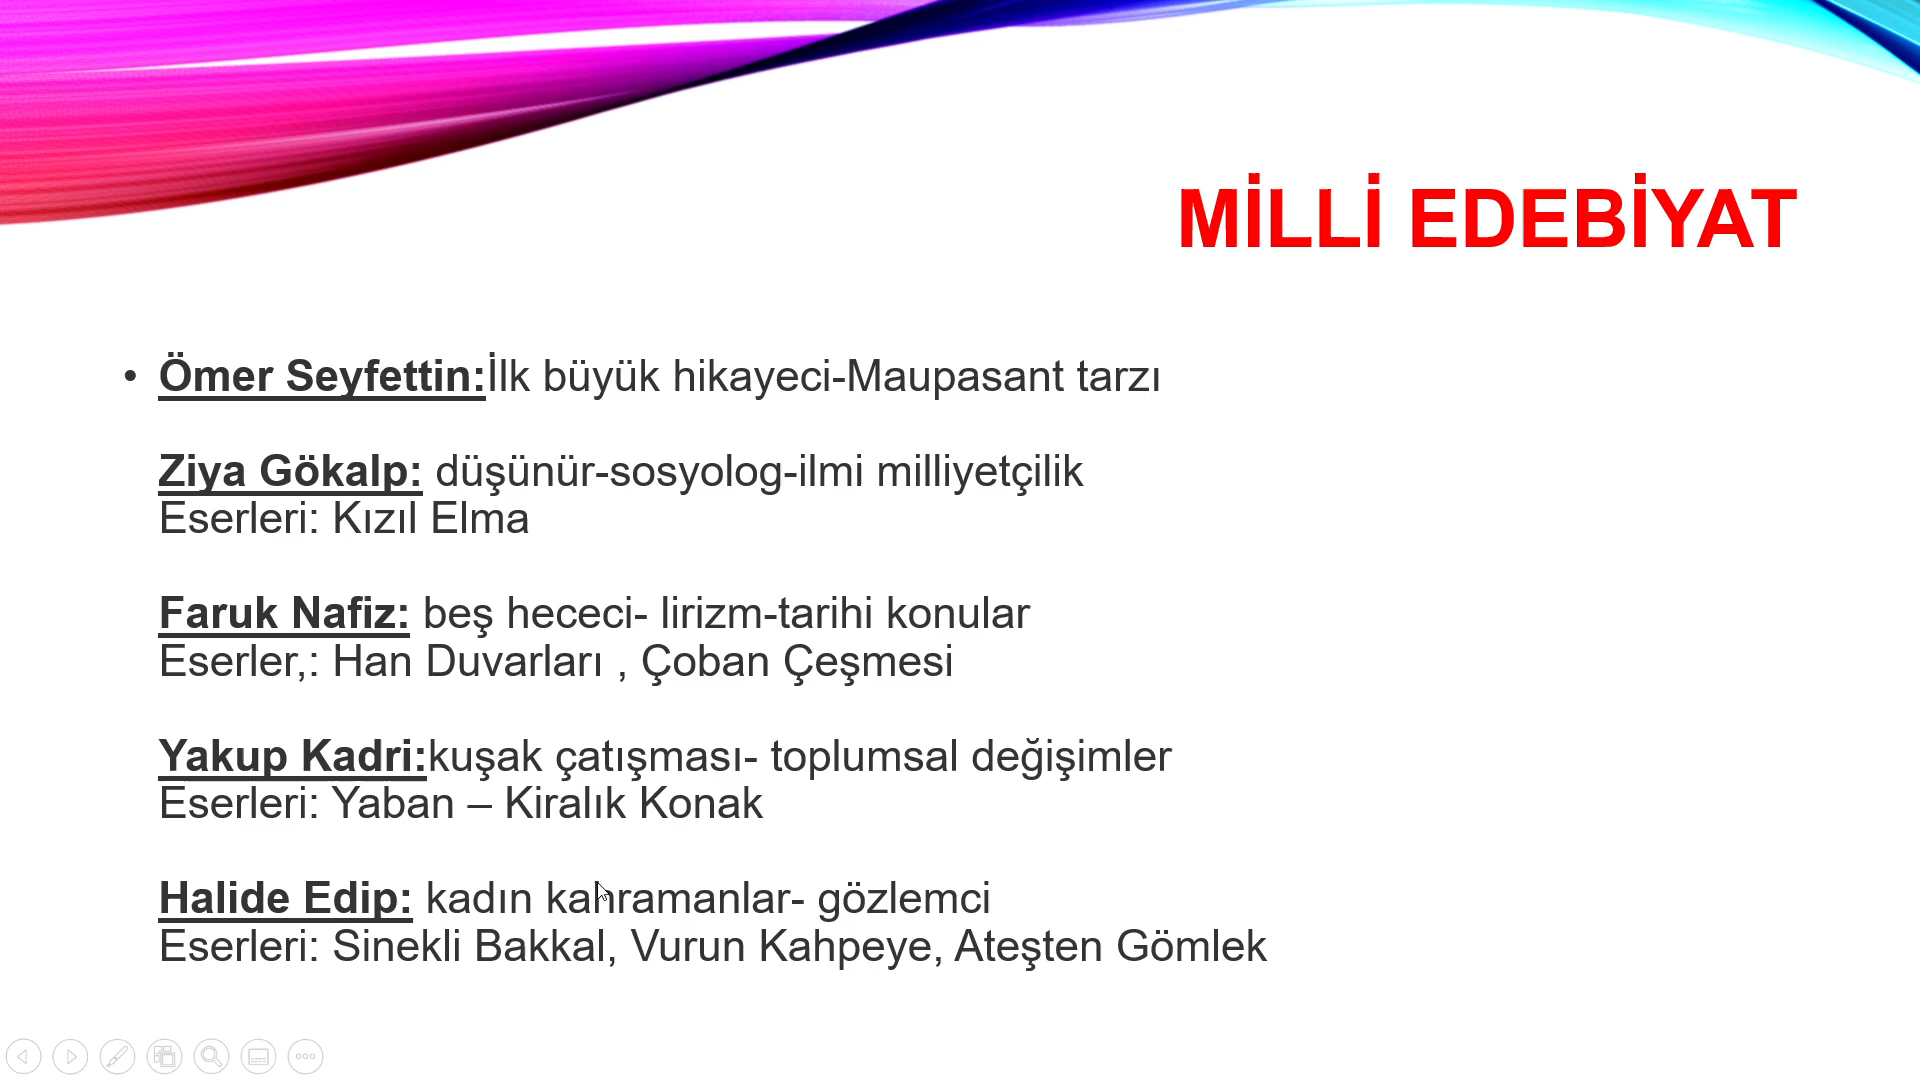 MİLLİ EDEBİYAT
• Ömer Seyfettin:İlk büyük hikayeci-Maupasant tarzı
Ziya Gökalp: düşünür-sosyolog-ilmi milliyetçilik
Eserleri: Kızıl Elma
Faruk Nafiz: beş hececi- lirizm-tarihi konular
Eserler,: Han Duvarları , Çoban Çeşmesi
Yakup Kadri:kuşak çatışması- toplumsal değişimler
Eserleri: Yaban – Kiralık Konak
Halide Edip: kadın kahramanlar- gözlemci
Eserleri: Sinekli Bakkal, Vurun Kahpeye, Ateşten Gömlek